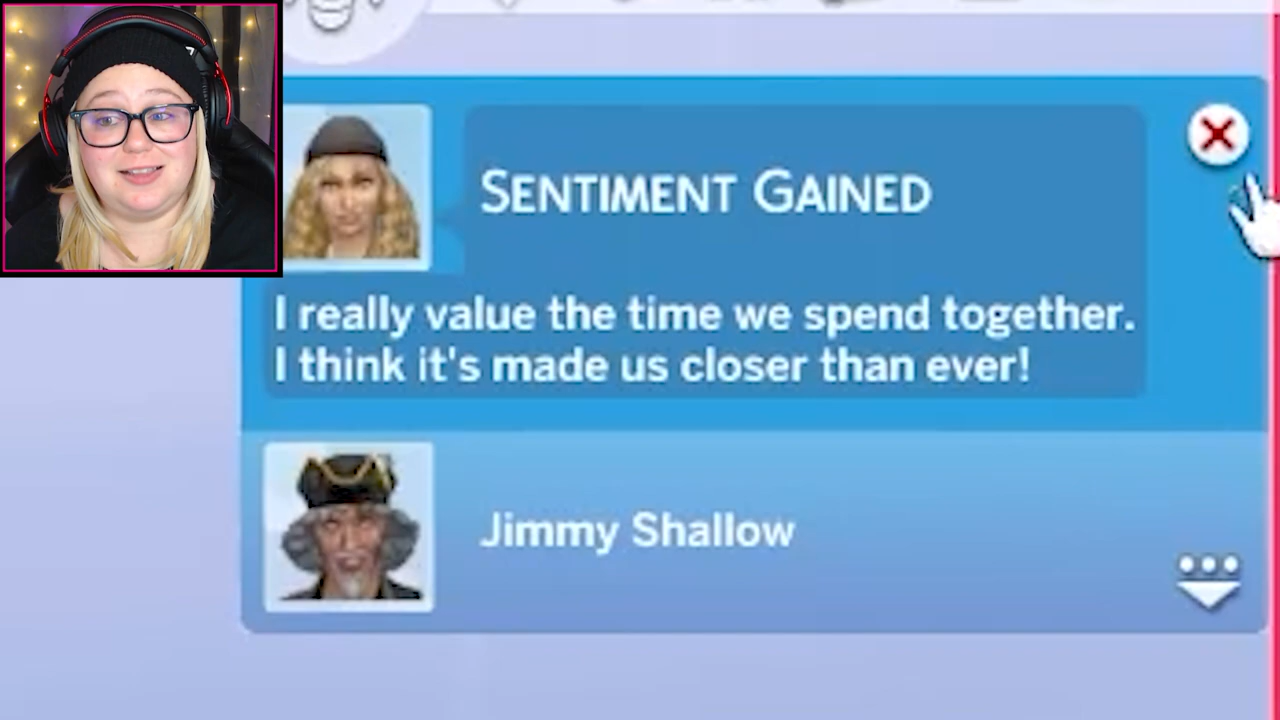 SENTIMENT GAINED
I really value the time we spend together.
I think it's made us closer than ever!
Jimmy Shallow